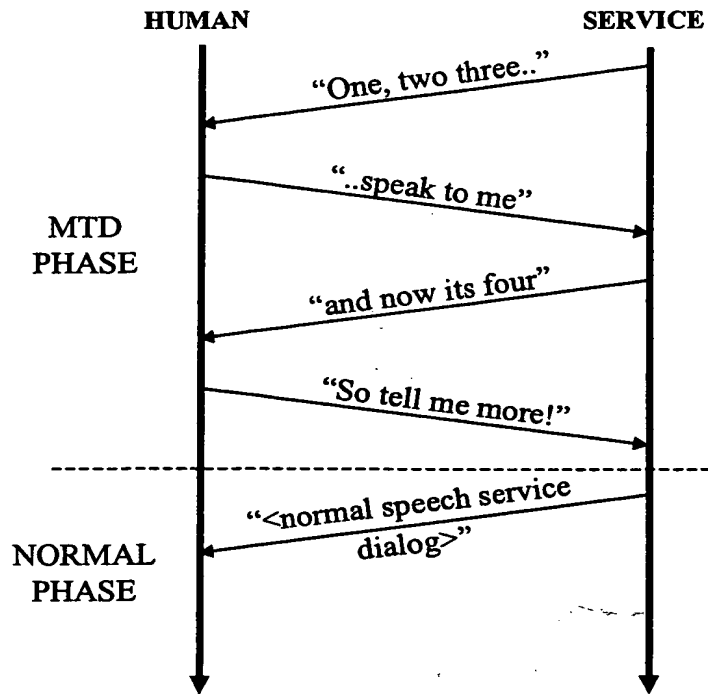 HUMAN SERVICE
“One, two three..”
“..speak to me”
MTD
PHASE
“and now its four”
“So tell me more!”
“<normal speech service
dialog>”
NORMAL
PHASE